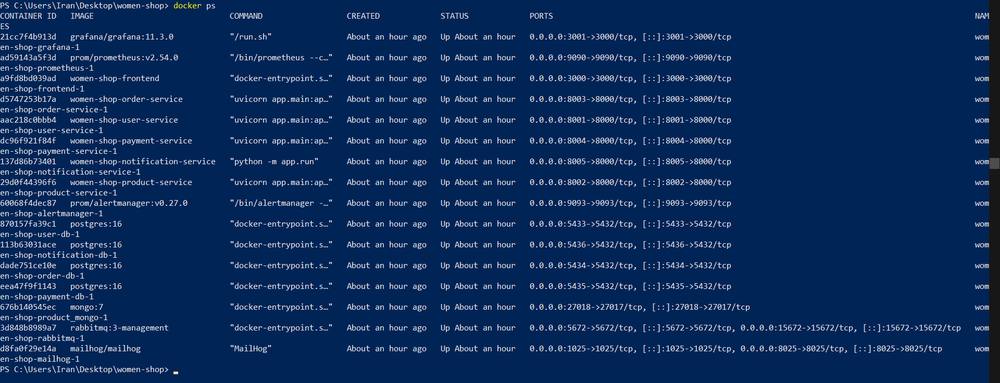 PS C:\Users\Iran\Desktop\women-shop> docker ps
CONTAINER ID   IMAGE                             COMMAND                  CREATED             STATUS             PORTS                                                                                          NAM
ES
21cc7f4b913d   grafana/grafana:11.3.0            "/run.sh"                About an hour ago   Up About an hour   0.0.0.0:3001->3000/tcp, [::]:3001->3000/tcp                                                    wom
en-shop-grafana-1
ad59143a5f3d   prom/prometheus:v2.54.0           "/bin/prometheus --c…"   About an hour ago   Up About an hour   0.0.0.0:9090->9090/tcp, [::]:9090->9090/tcp                                                    wom
en-shop-prometheus-1
a9fd8bd039ad   women-shop-frontend               "docker-entrypoint.s…"   About an hour ago   Up About an hour   0.0.0.0:3000->3000/tcp, [::]:3000->3000/tcp                                                    wom
en-shop-frontend-1
d5747253b17a   women-shop-order-service          "uvicorn app.main:ap…"   About an hour ago   Up About an hour   0.0.0.0:8003->8000/tcp, [::]:8003->8000/tcp                                                    wom
en-shop-order-service-1
aac218c0bbb4   women-shop-user-service           "uvicorn app.main:ap…"   About an hour ago   Up About an hour   0.0.0.0:8001->8000/tcp, [::]:8001->8000/tcp                                                    wom
en-shop-user-service-1
dc96f921f84f   women-shop-payment-service        "uvicorn app.main:ap…"   About an hour ago   Up About an hour   0.0.0.0:8004->8000/tcp, [::]:8004->8000/tcp                                                    wom
en-shop-payment-service-1
137d86b73401   women-shop-notification-service   "python -m app.run"      About an hour ago   Up About an hour   0.0.0.0:8005->8000/tcp, [::]:8005->8000/tcp                                                    wom
en-shop-notification-service-1
29d0f44396f6   women-shop-product-service        "uvicorn app.main:ap…"   About an hour ago   Up About an hour   0.0.0.0:8002->8000/tcp, [::]:8002->8000/tcp                                                    wom
en-shop-product-service-1
60068f4dec87   prom/alertmanager:v0.27.0         "/bin/alertmanager -…"   About an hour ago   Up About an hour   0.0.0.0:9093->9093/tcp, [::]:9093->9093/tcp                                                    wom
en-shop-alertmanager-1
870157fa39c1   postgres:16                       "docker-entrypoint.s…"   About an hour ago   Up About an hour   0.0.0.0:5433->5432/tcp, [::]:5433->5432/tcp                                                    wom
en-shop-user-db-1
113b63031ace   postgres:16                       "docker-entrypoint.s…"   About an hour ago   Up About an hour   0.0.0.0:5436->5432/tcp, [::]:5436->5432/tcp                                                    wom
en-shop-notification-db-1
dade751ce10e   postgres:16                       "docker-entrypoint.s…"   About an hour ago   Up About an hour   0.0.0.0:5434->5432/tcp, [::]:5434->5432/tcp                                                    wom
en-shop-order-db-1
eea47f9f1143   postgres:16                       "docker-entrypoint.s…"   About an hour ago   Up About an hour   0.0.0.0:5435->5432/tcp, [::]:5435->5432/tcp                                                    wom
en-shop-payment-db-1
676b140545ec   mongo:7                           "docker-entrypoint.s…"   About an hour ago   Up About an hour   0.0.0.0:27018->27017/tcp, [::]:27018->27017/tcp                                                wom
en-shop-product_mongo-1
3d848b8989a7   rabbitmq:3-management             "docker-entrypoint.s…"   About an hour ago   Up About an hour   0.0.0.0:5672->5672/tcp, [::]:5672->5672/tcp, 0.0.0.0:15672->15672/tcp, [::]:15672->15672/tcp   wom
en-shop-rabbitmq-1
d8fa0f29e14a   mailhog/mailhog                   "MailHog"                About an hour ago   Up About an hour   0.0.0.0:1025->1025/tcp, [::]:1025->1025/tcp, 0.0.0.0:8025->8025/tcp, [::]:8025->8025/tcp       wom
en-shop-mailhog-1
PS C:\Users\Iran\Desktop\women-shop>